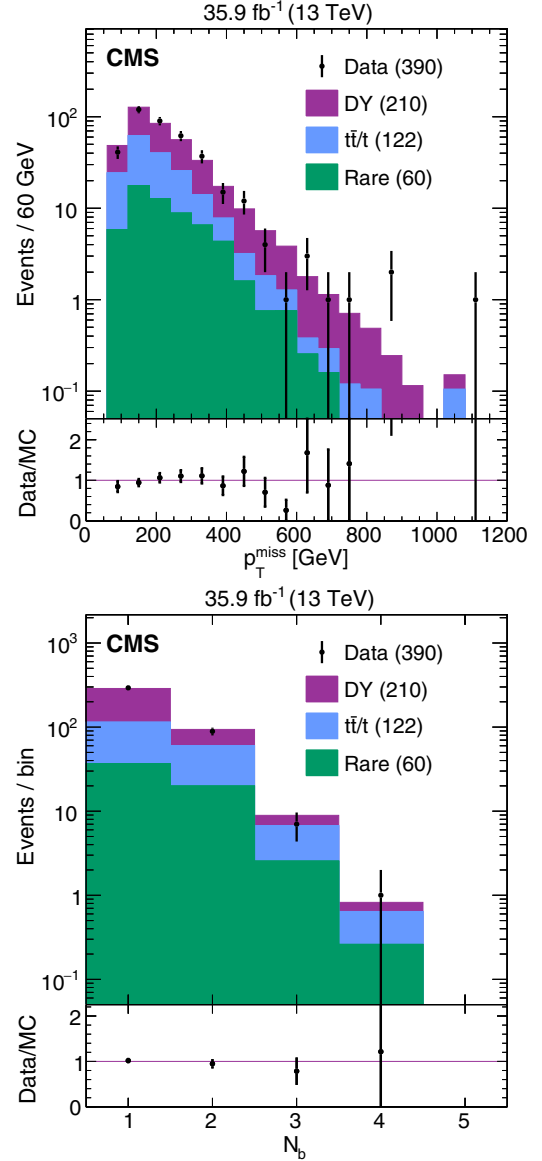 35.9 fb⁻¹ (13 TeV)
CMS
Data (390)
DY (210)
tt̄/t (122)
Rare (60)
Events / 60 GeV
10²
10
1
10⁻¹
Data/MC
2
1
0
0 200 400 600 800 1000 1200
p_T^miss [GeV]
35.9 fb⁻¹ (13 TeV)
CMS
Data (390)
DY (210)
tt̄/t (122)
Rare (60)
Events / bin
10³
10²
10
1
10⁻¹
Data/MC
2
1
0
1 2 3 4 5
N_b